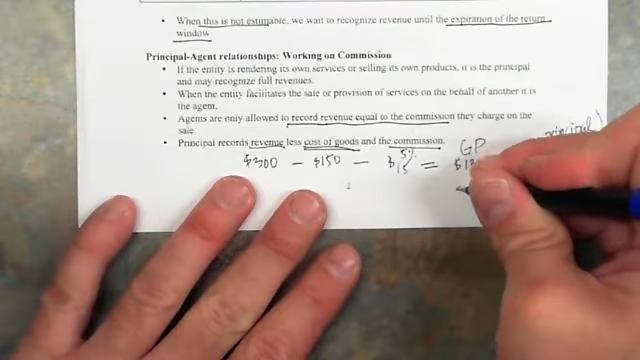 • When this is not estimable, we wait to recognize revenue until the expiration of the return
window
Principal-Agent relationships: Working on Commission
• If the entity is rendering its own services or selling its own products, it is the principal
and may recognize full revenues.
• When the entity facilitates the sale or provision of services on the behalf of another it is
the agent.
• Agents are only allowed to record revenue equal to the commission they charge on the
sale.
• Principal records revenue less cost of goods and the commission.
5% GP
$300 – $150 – $15 =
2